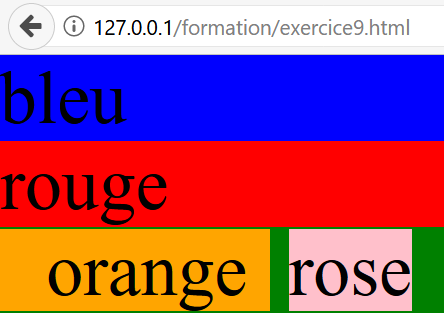 127.0.0.1/formation/exercice9.html
bleu
rouge
orange rose